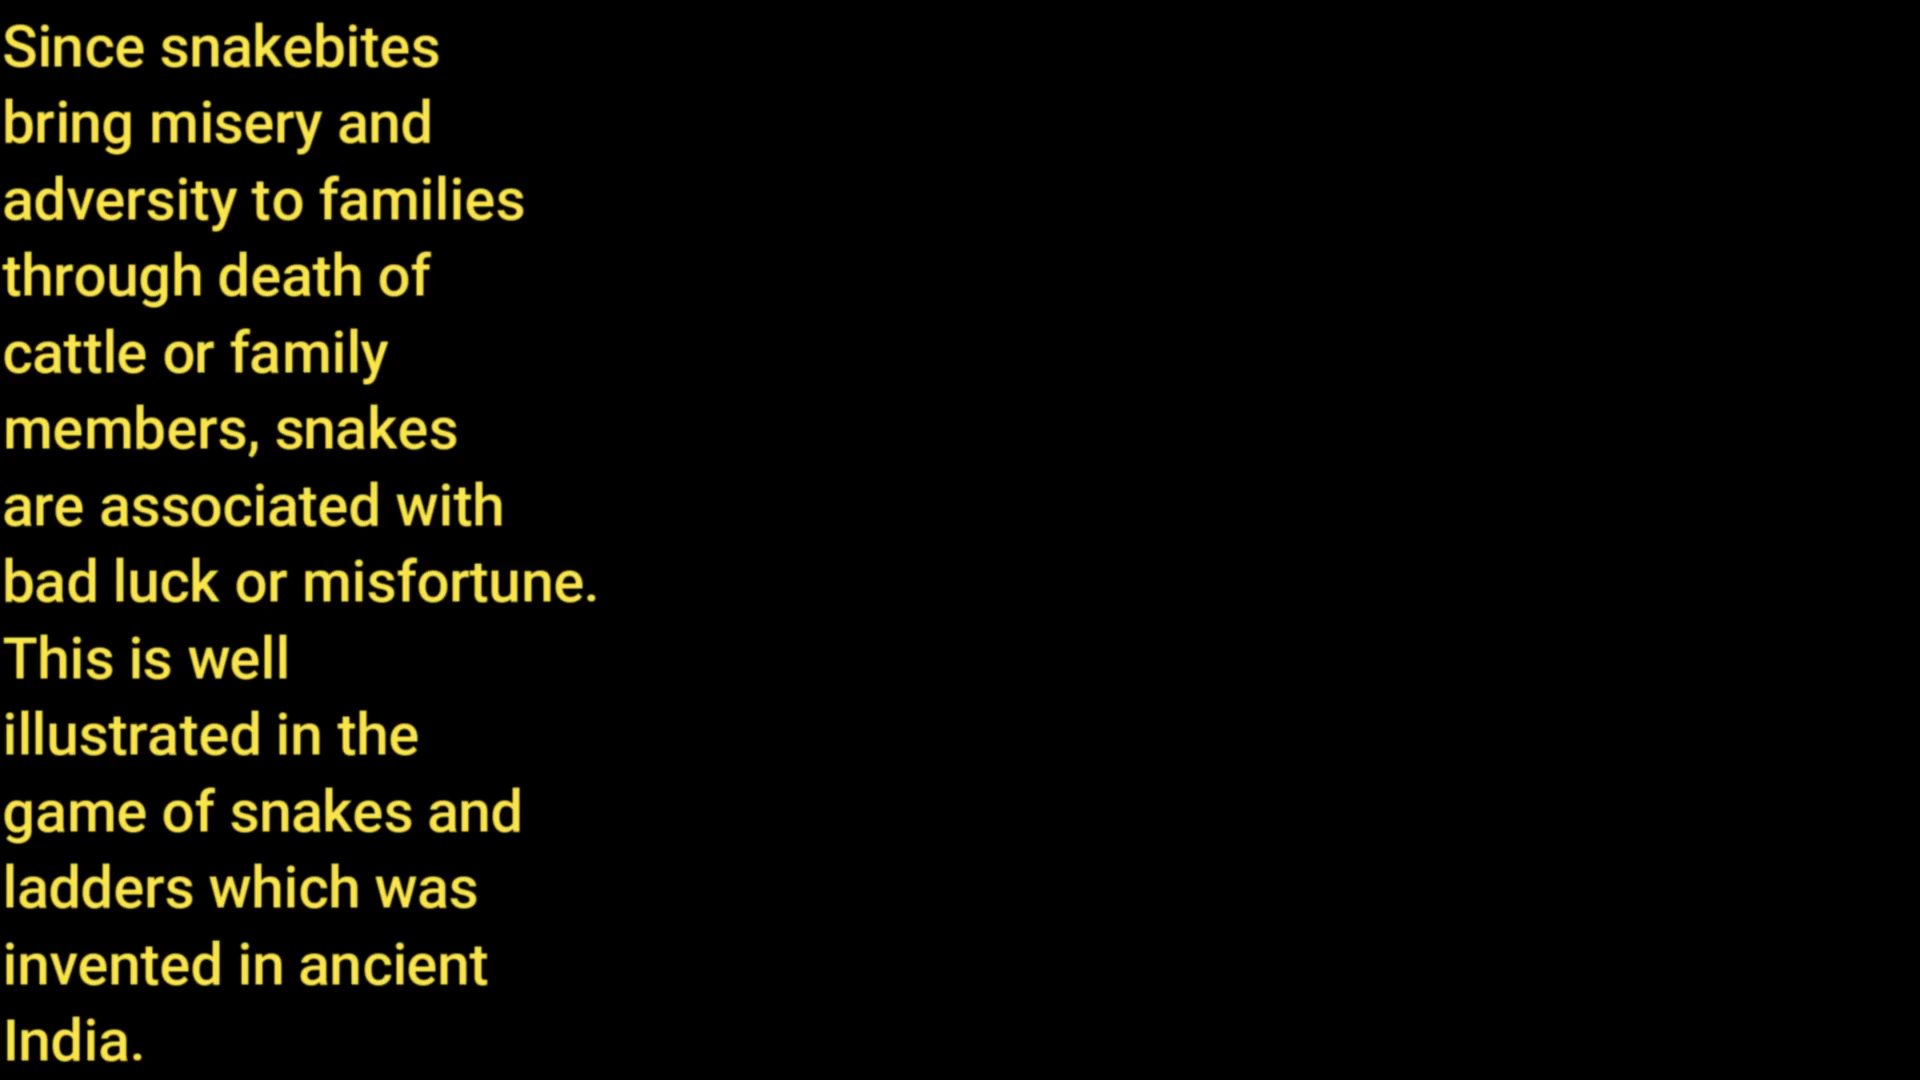 Since snakebites
bring misery and
adversity to families
through death of
cattle or family
members, snakes
are associated with
bad luck or misfortune.
This is well
illustrated in the
game of snakes and
ladders which was
invented in ancient
India.